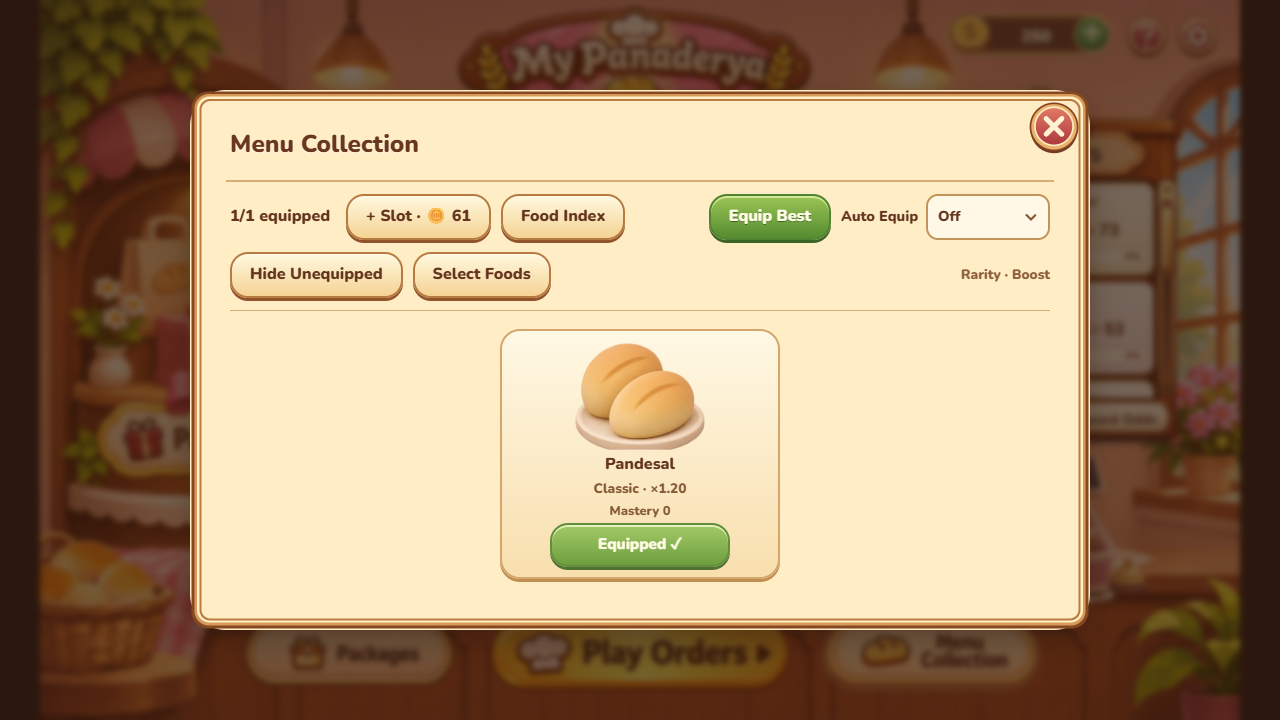 My Panaderya
250
Menu Collection
1/1 equipped
+ Slot · 61
Food Index
Equip Best
Auto Equip
Off
Hide Unequipped
Select Foods
Rarity · Boost
Pandesal
Classic · ×1.20
Mastery 0
Equipped ✓
Packages
Play Orders
Menu
Collection